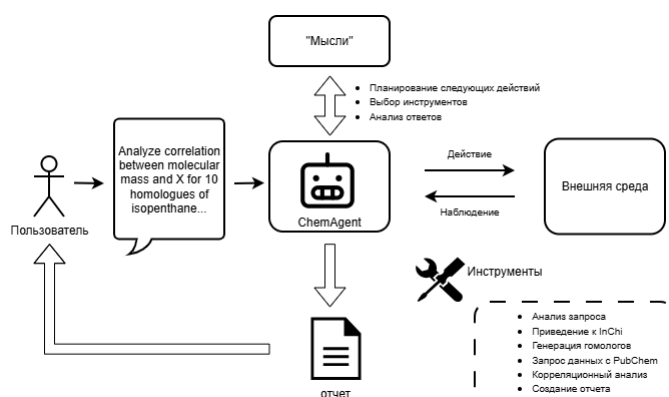 "Мысли"
Планирование следующих действий
Выбор инструментов
Анализ ответов
Analyze correlation
between molecular
mass and X for 10
homologues of
isopenthane...
Пользователь
ChemAgent
Действие
Наблюдение
Внешняя среда
Инструменты
Анализ запроса
Приведение к InChi
Генерация гомологов
Запрос данных с PubChem
Корреляционный анализ
Создание отчета
отчет